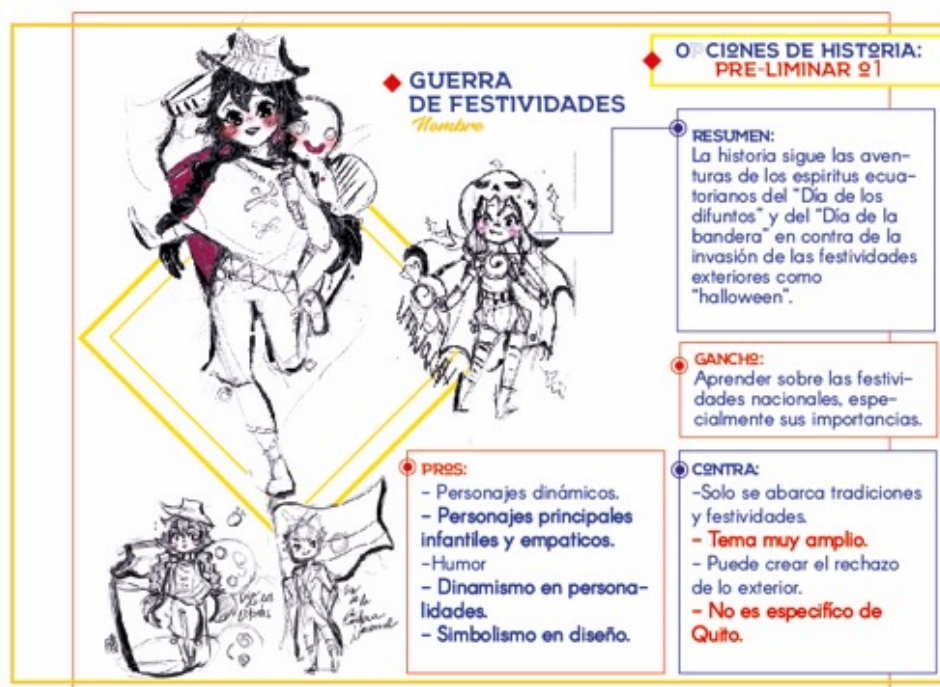 OPCIONES DE HISTORIA:
PRE-LIMINAR 01
GUERRA
DE FESTIVIDADES
Nombre
RESUMEN:
La historia sigue las aven-
turas de los espiritus ecua-
torianos del "Día de los
difuntos" y del "Día de la
bandera" en contra de la
invasión de las festividades
exteriores como
"halloween".
GANCHO:
Aprender sobre las festivi-
dades nacionales, espe-
cialmente sus importancias.
PROS:
- Personajes dinámicos.
- Personajes principales
infantiles y empaticos.
-Humor
- Dinamismo en persona-
lidades.
- Simbolismo en diseño.
CONTRA:
-Solo se abarca tradiciones
y festividades.
- Tema muy amplio.
- Puede crear el rechazo
de lo exterior.
- No es específico de
Quito.